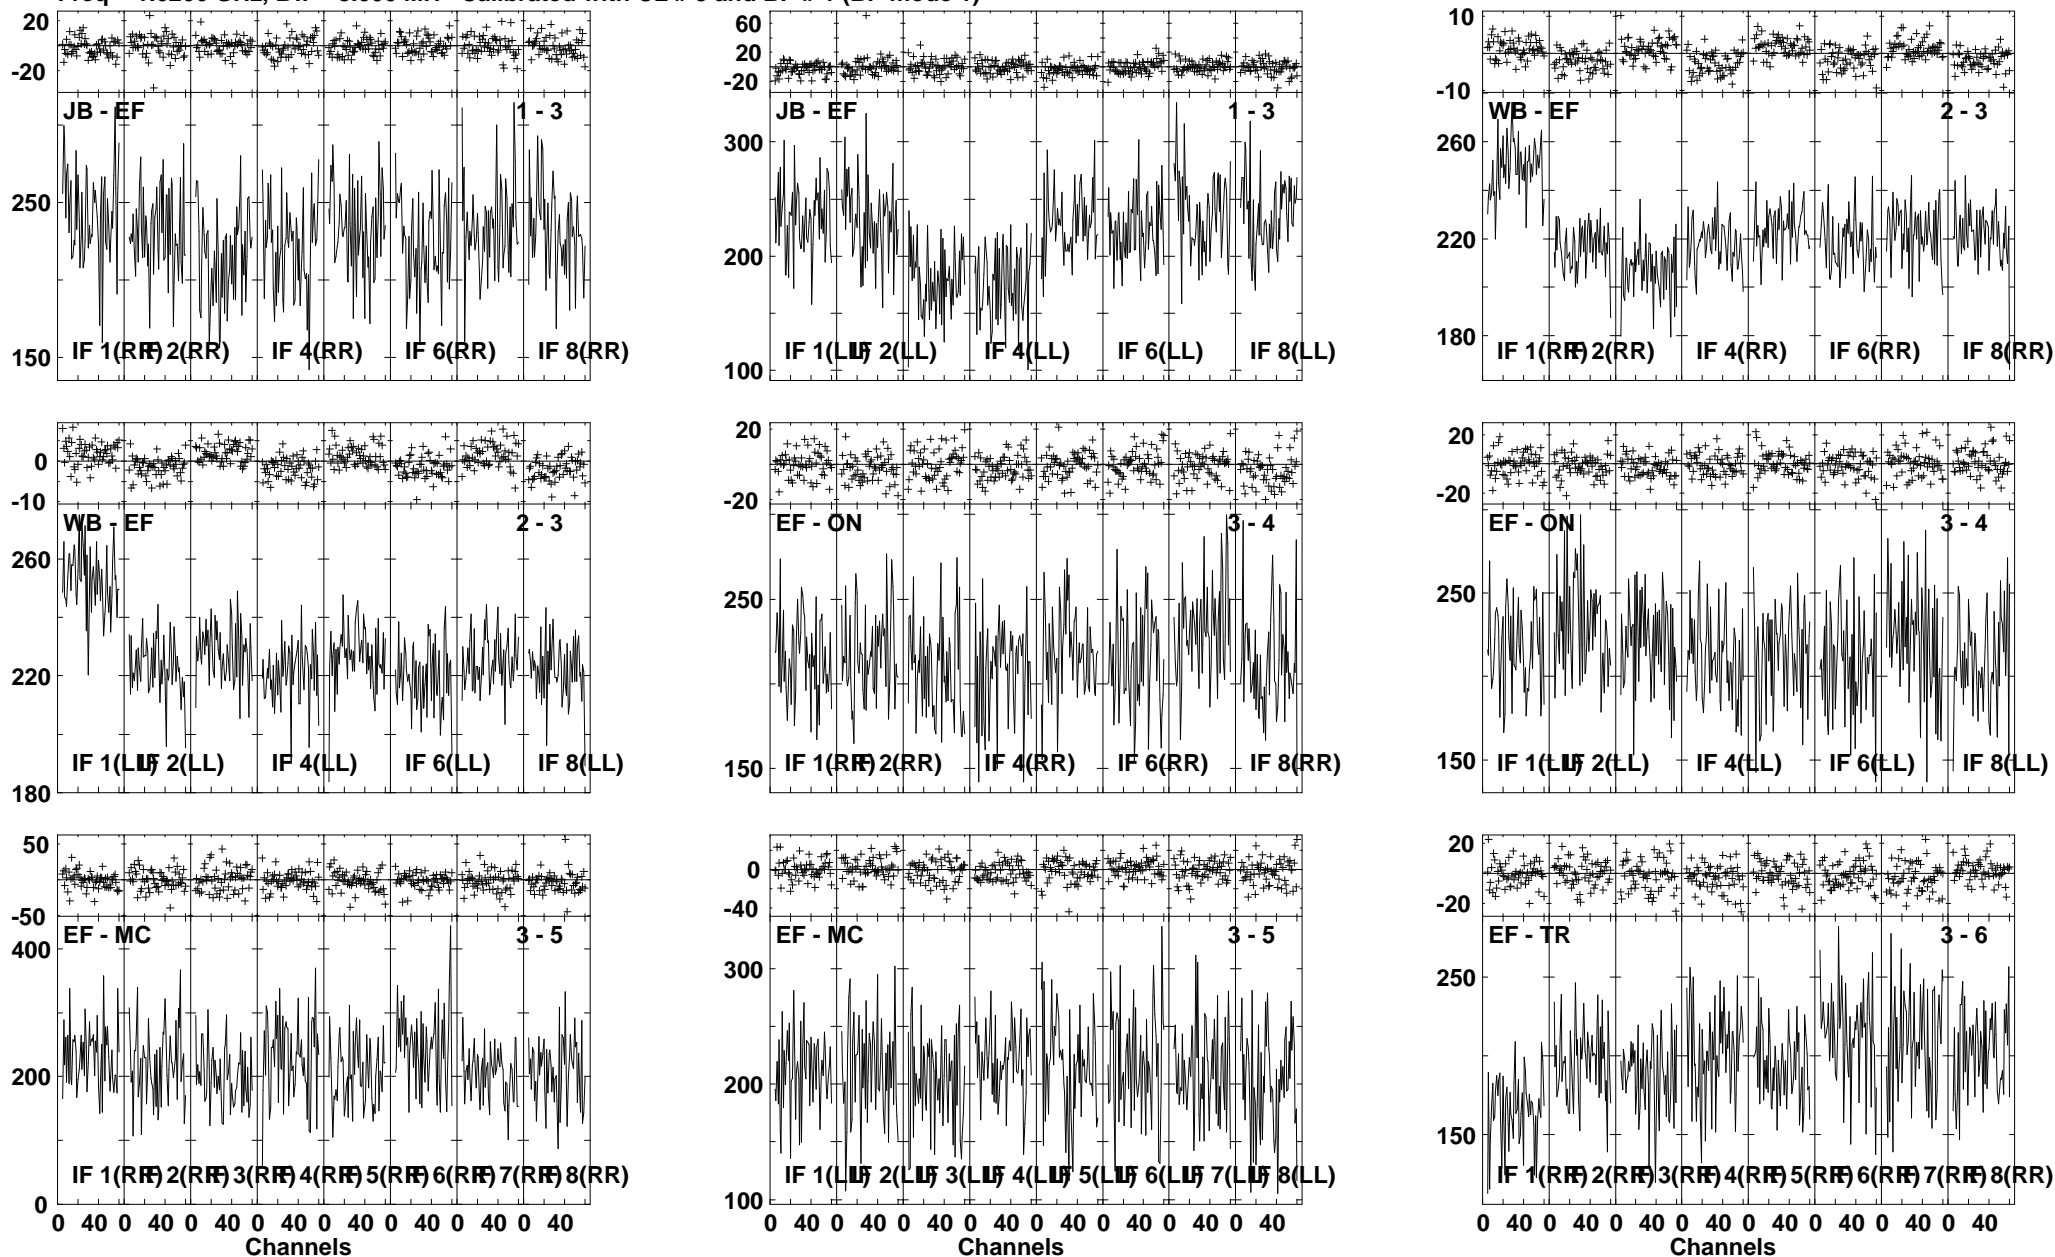 20
-20
JB - EF 1 - 3
250
150
IF 1(RR) IF 2(RR) IF 4(RR) IF 6(RR) IF 8(RR)
60
20
-20
JB - EF 1 - 3
300
200
100
IF 1(LL) IF 2(LL) IF 4(LL) IF 6(LL) IF 8(LL)
10
-10
WB - EF 2 - 3
260
220
180
IF 1(RR) IF 2(RR) IF 4(RR) IF 6(RR) IF 8(RR)
0
-10
WB - EF 2 - 3
260
220
180
IF 1(LL) IF 2(LL) IF 4(LL) IF 6(LL) IF 8(LL)
20
-20
EF - ON 3 - 4
250
150
IF 1(RR) IF 2(RR) IF 4(RR) IF 6(RR) IF 8(RR)
20
-20
EF - ON 3 - 4
250
150
IF 1(LL) IF 2(LL) IF 4(LL) IF 6(LL) IF 8(LL)
50
-50
EF - MC 3 - 5
400
200
0
IF 1(RR) IF 2(RR) IF 3(RR) IF 4(RR) IF 5(RR) IF 6(RR) IF 7(RR) IF 8(RR)
0 40 0 40 0 40 0 40 0 40 0 40 0 40 0 40
Channels
0
-40
EF - MC 3 - 5
300
200
100
IF 1(LL) IF 2(LL) IF 3(LL) IF 4(LL) IF 5(LL) IF 6(LL) IF 7(LL) IF 8(LL)
0 40 0 40 0 40 0 40 0 40 0 40 0 40 0 40
Channels
20
-20
EF - TR 3 - 6
250
150
IF 1(RR) IF 2(RR) IF 3(RR) IF 4(RR) IF 5(RR) IF 6(RR) IF 7(RR) IF 8(RR)
0 40 0 40 0 40 0 40 0 40 0 40 0 40 0 40
Channels